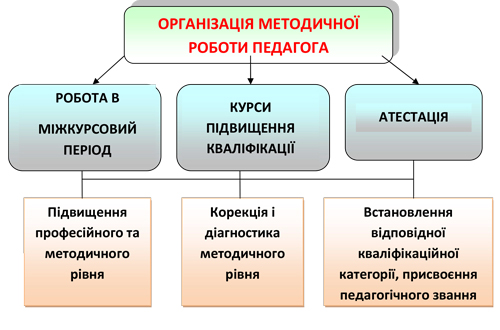 ОРГАНІЗАЦІЯ МЕТОДИЧНОЇ
РОБОТИ ПЕДАГОГА
РОБОТА В
МІЖКУРСОВИЙ
ПЕРІОД
КУРСИ
ПІДВИЩЕННЯ
КВАЛІФІКАЦІЇ
АТЕСТАЦІЯ
Підвищення
професійного та
методичного
рівня
Корекція і
діагностика
методичного
рівня
Встановлення
відповідної
кваліфікаційної
категорії, присвоєння
педагогічного звання